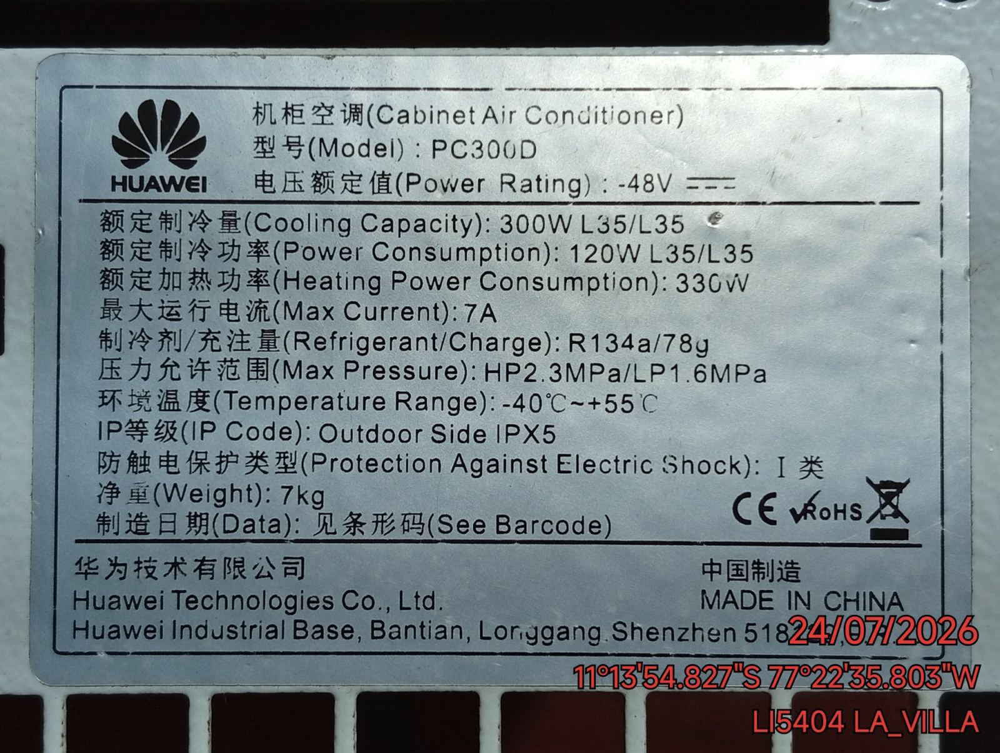 HUAWEI
机柜空调(Cabinet Air Conditioner)
型号(Model) : PC300D
电压额定值(Power Rating) : -48V
额定制冷量(Cooling Capacity): 300W L35/L35
额定制冷功率(Power Consumption): 120W L35/L35
额定加热功率(Heating Power Consumption): 330W
最大运行电流(Max Current): 7A
制冷剂/充注量(Refrigerant/Charge): R134a/78g
压力允许范围(Max Pressure): HP2.3MPa/LP1.6MPa
环境温度(Temperature Range): -40℃~+55℃
IP等级(IP Code): Outdoor Side IPX5
防触电保护类型(Protection Against Electric Shock): I 类
净重(Weight): 7kg
制造日期(Data): 见条形码(See Barcode)
CE RoHS
华为技术有限公司
中国制造
Huawei Technologies Co., Ltd.
MADE IN CHINA
Huawei Industrial Base, Bantian, Longgang.Shenzhen
24/07/2026
11°13'54.827"S 77°22'35.803"W
LI5404 LA_VILLA